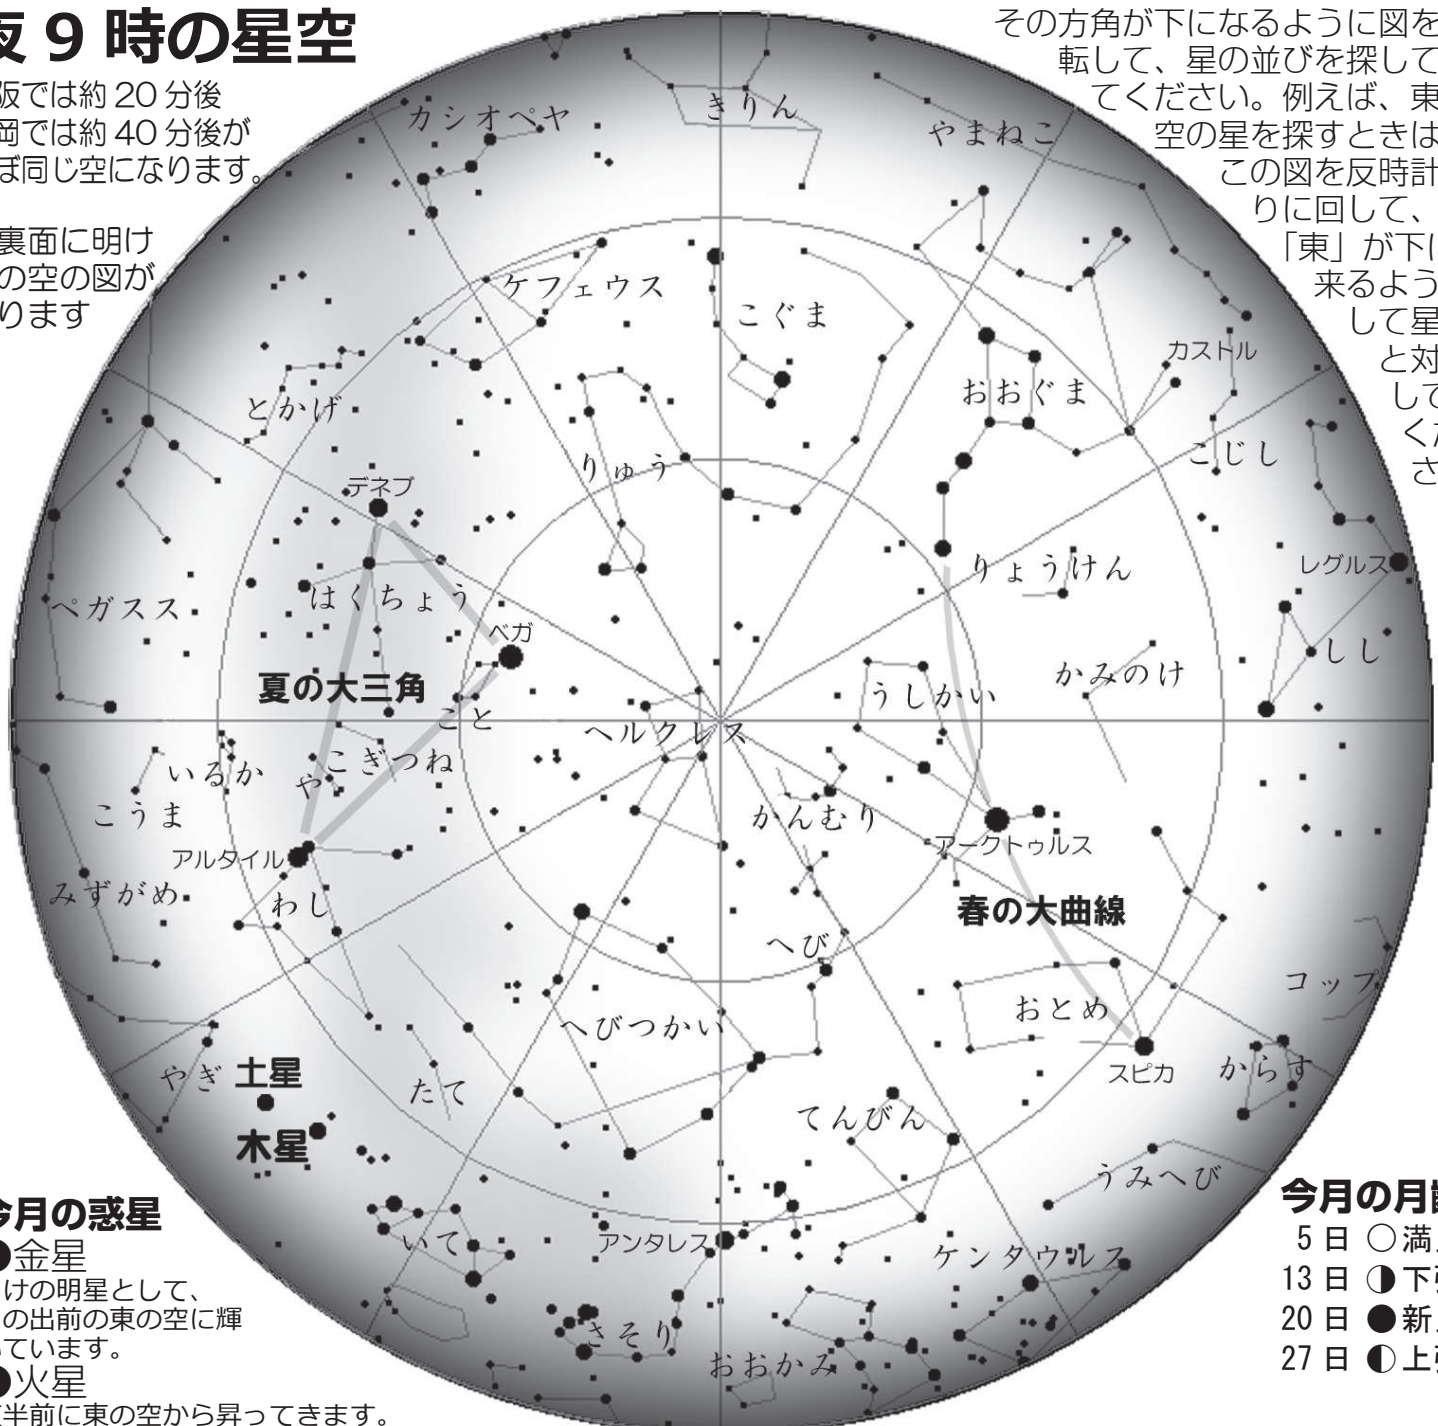 夜 9 時の星空
阪では約 20 分後
岡では約 40 分後が
ぼ同じ空になります。
裏面に明け
の空の図が
ります
その方角が下になるように図を
転して、星の並びを探して
てください。例えば、東
空の星を探すときは
この図を反時計
りに回して、
「東」が下に
来るよう
して星
と対
して
くだ
さ
カシオペヤ
きりん
やまねこ
ケフェウス
こぐま
カストル
おおぐま
とかげ
こじし
りゅう
デネブ
りょうけん
レグルス
ペガスス
はくちょう
ベガ
しし
かみのけ
夏の大三角
うしかい
こと
ヘルクレス
いるか
こぎつね
や
こうま
かんむり
アルタイル
アークトゥルス
みずがめ
わし
春の大曲線
へび
コップ
おとめ
へびつかい
やぎ
土星
たて
スピカ
からす
木星
てんびん
うみへび
いて
アンタレス
ケンタウルス
さそり
おおかみ
今月の惑星
●金星
けの明星として、
の出前の東の空に輝
いています。
●火星
半前に東の空から昇ってきます。
今月の月齢
5 日 ○満
13 日 ◑下弦
20 日 ●新
27 日 ◐上弦